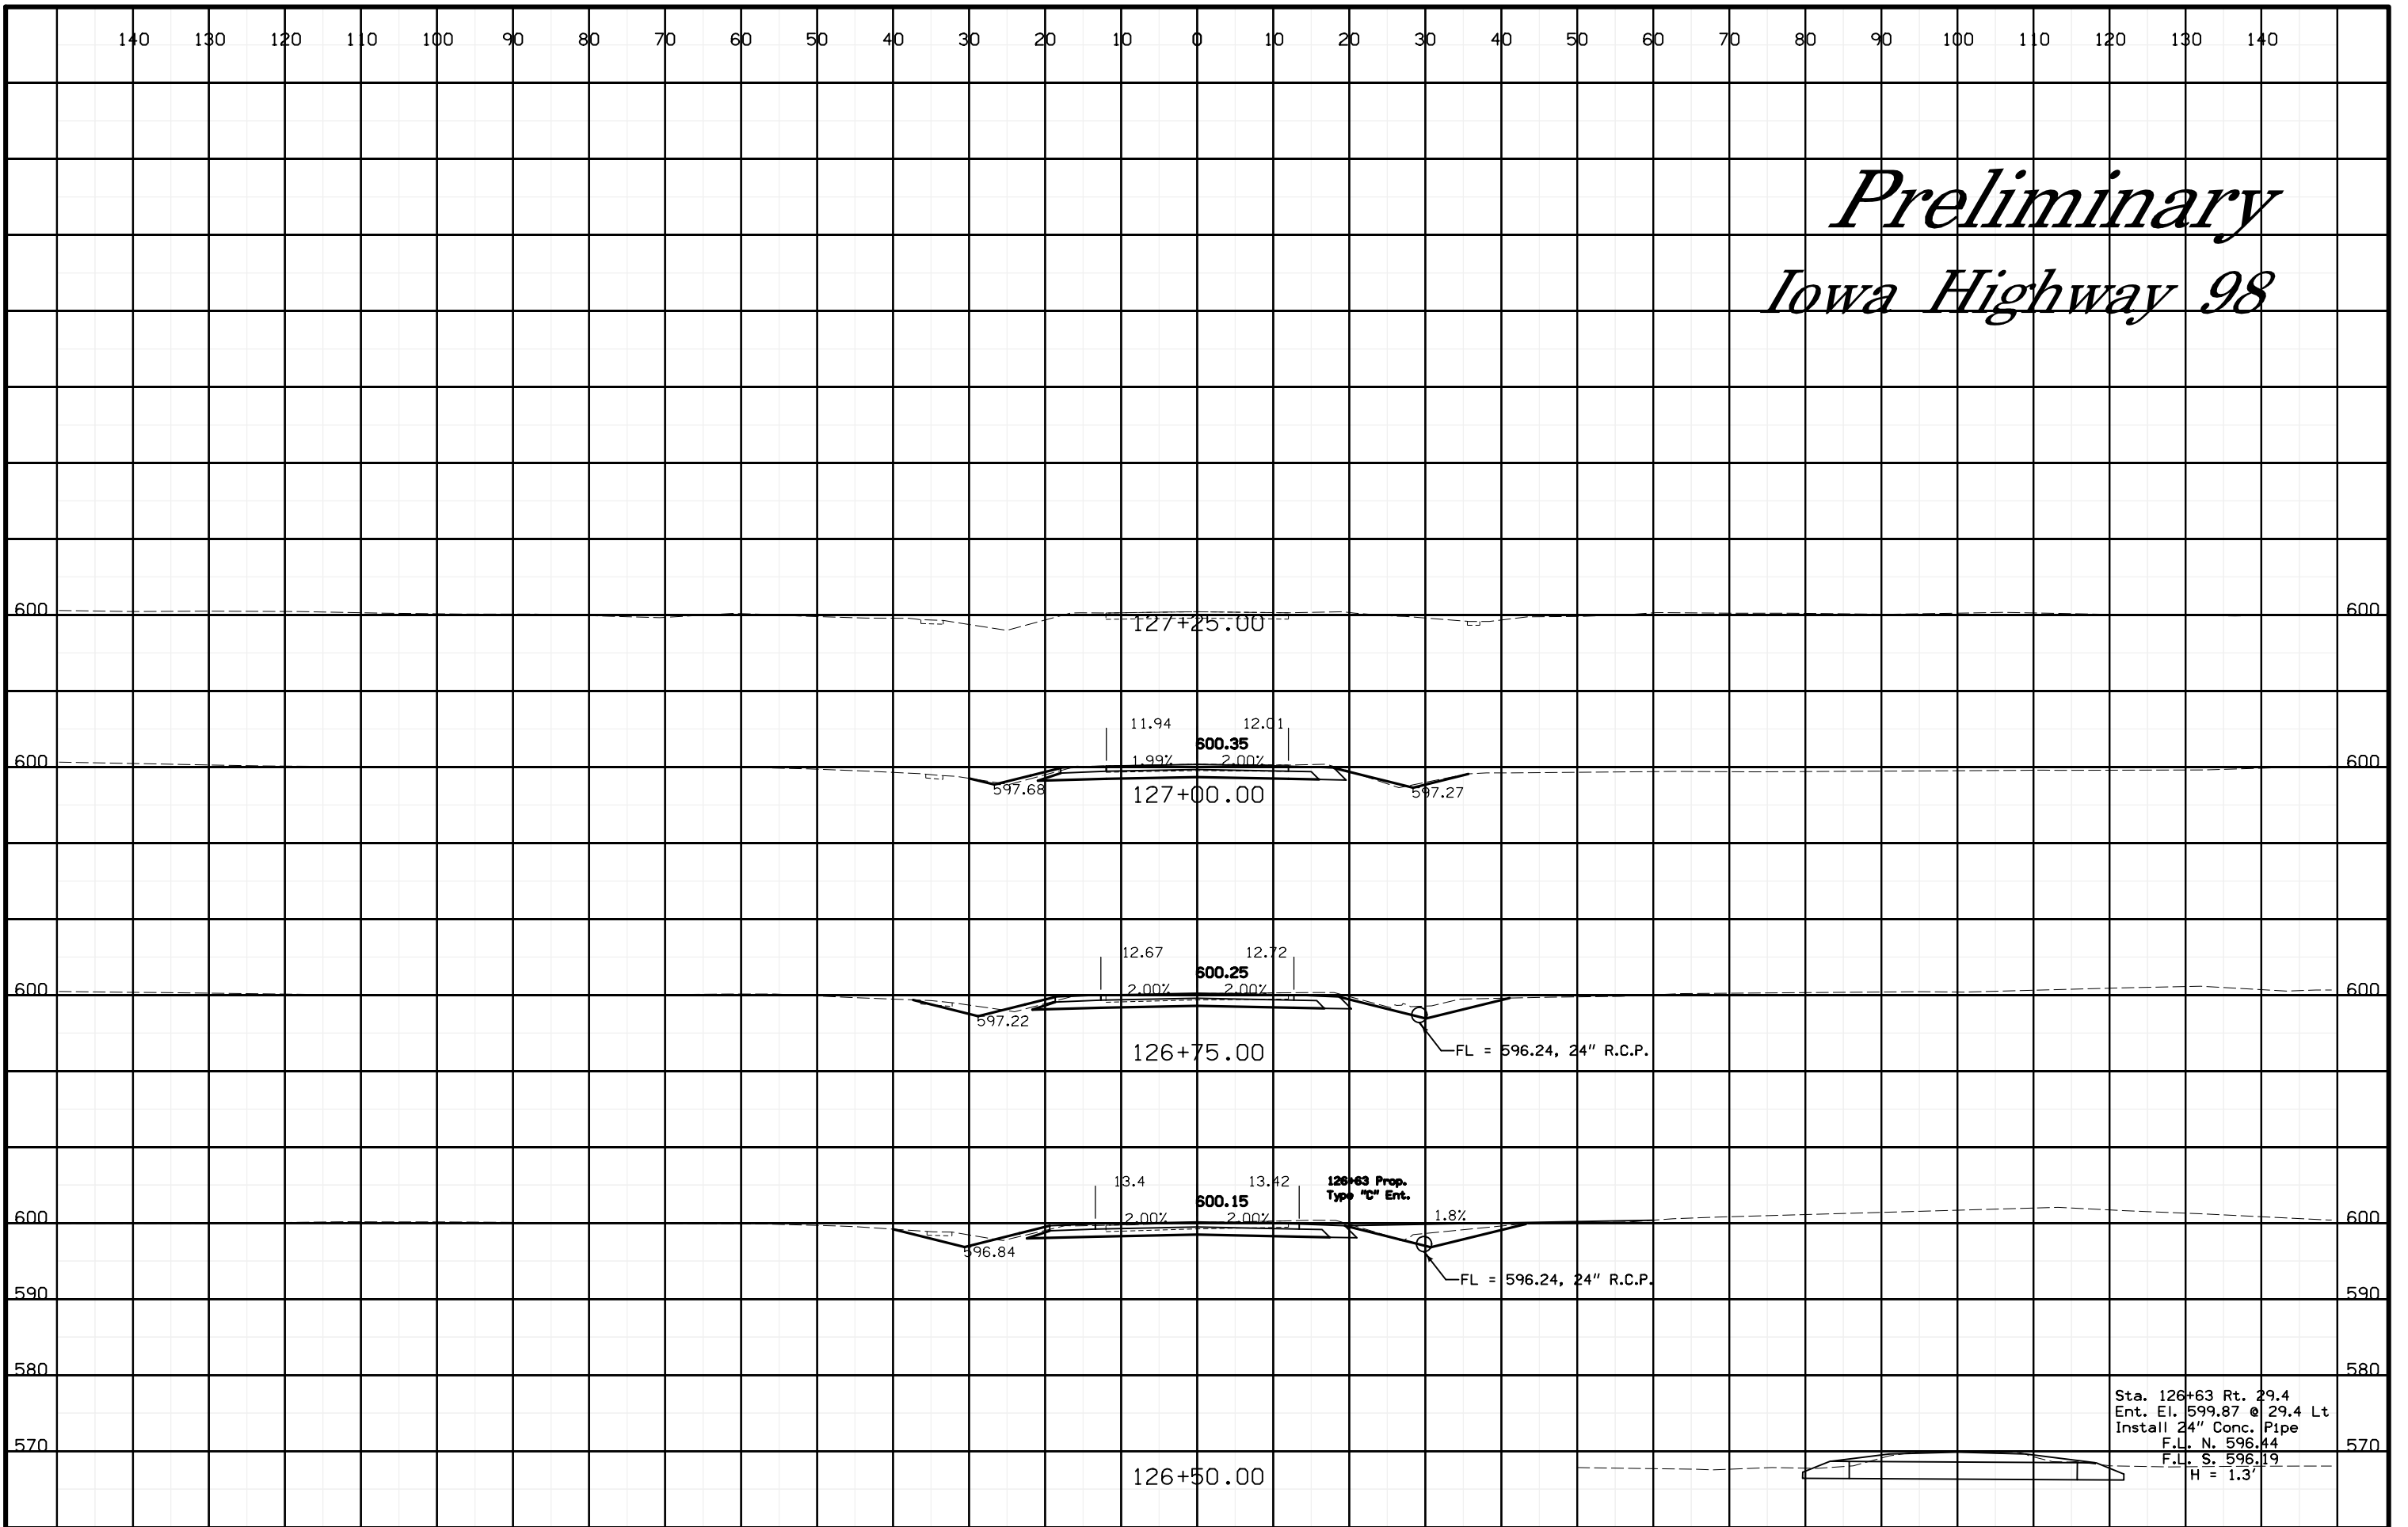 140 130 120 110 100 90 80 70 60 50 40 30 20 10 0 10 20 30 40 50 60 70 80 90 100 110 120 130 140
Preliminary
Iowa Highway 98
600 600
127+25.00
11.94 12.01
600.35
600 1.99% 2.00% 600
597.68 127+00.00 597.27
12.67 12.72
600.25
600 2.00% 2.00% 600
597.22
126+75.00 FL = 596.24, 24" R.C.P.
13.4 13.42 126+63 Prop.
Type "C" Ent.
600.15
600 2.00% 2.00% 1.8% 600
596.84
FL = 596.24, 24" R.C.P.
590 590
580 580
Sta. 126+63 Rt. 29.4
Ent. El. 599.87 @ 29.4 Lt
Install 24" Conc. Pipe
570 F.L. N. 596.44 570
F.L. S. 596.19
126+50.00 H = 1.3'